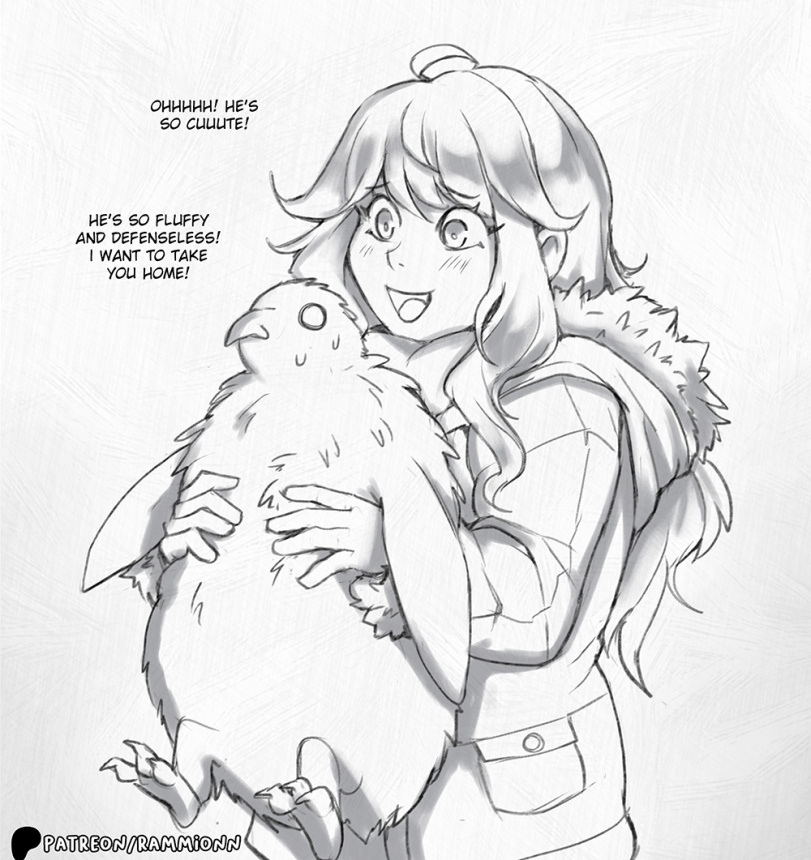 OHHHHH! HE'S
SO CUUUTE!
HE'S SO FLUFFY
AND DEFENSELESS!
I WANT TO TAKE
YOU HOME!
PATREON/RAMMIONN